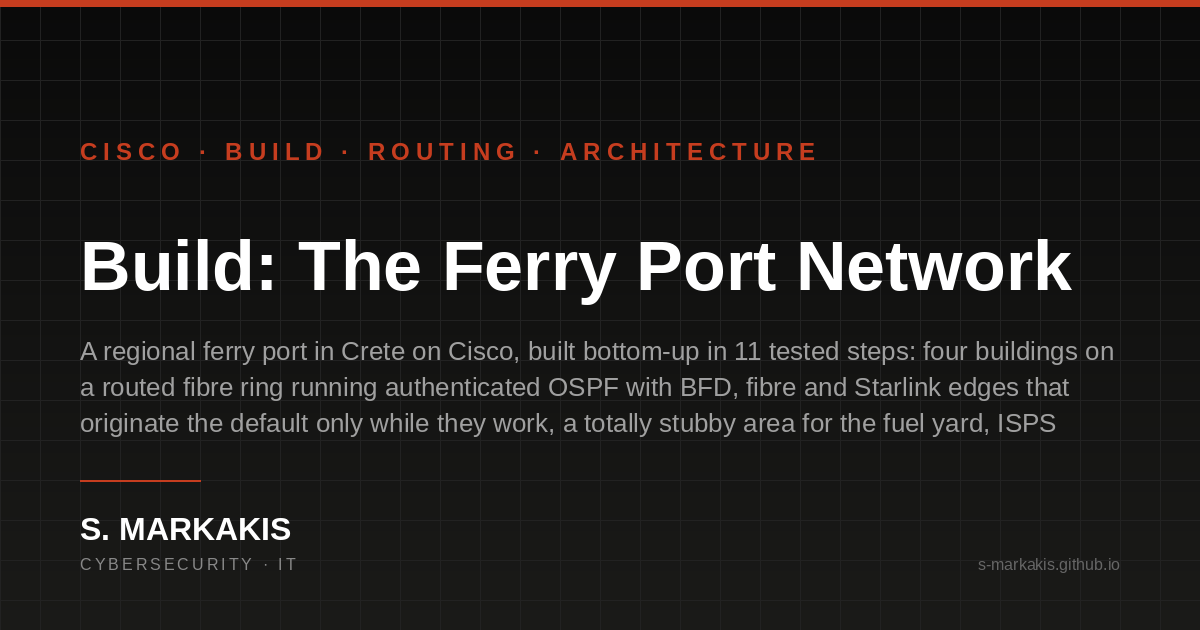 CISCO · BUILD · ROUTING · ARCHITECTURE
Build: The Ferry Port Network
A regional ferry port in Crete on Cisco, built bottom-up in 11 tested steps: four buildings on
a routed fibre ring running authenticated OSPF with BFD, fibre and Starlink edges that
originate the default only while they work, a totally stubby area for the fuel yard, ISPS
S. MARKAKIS
CYBERSECURITY · IT
s-markakis.github.io